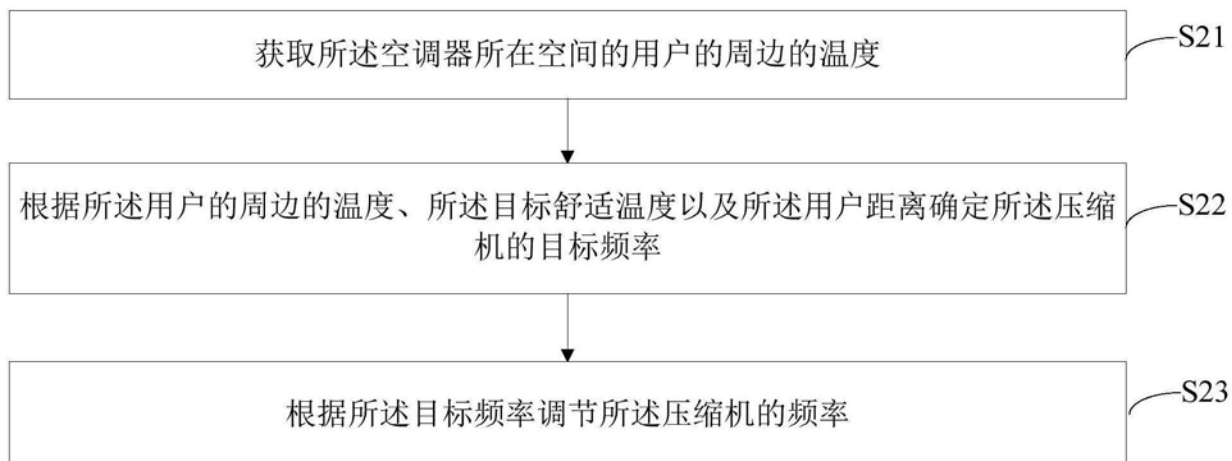 获取所述空调器所在空间的用户的周边的温度
S21
根据所述用户的周边的温度、所述目标舒适温度以及所述用户距离确定所述压缩
机的目标频率
S22
根据所述目标频率调节所述压缩机的频率
S23